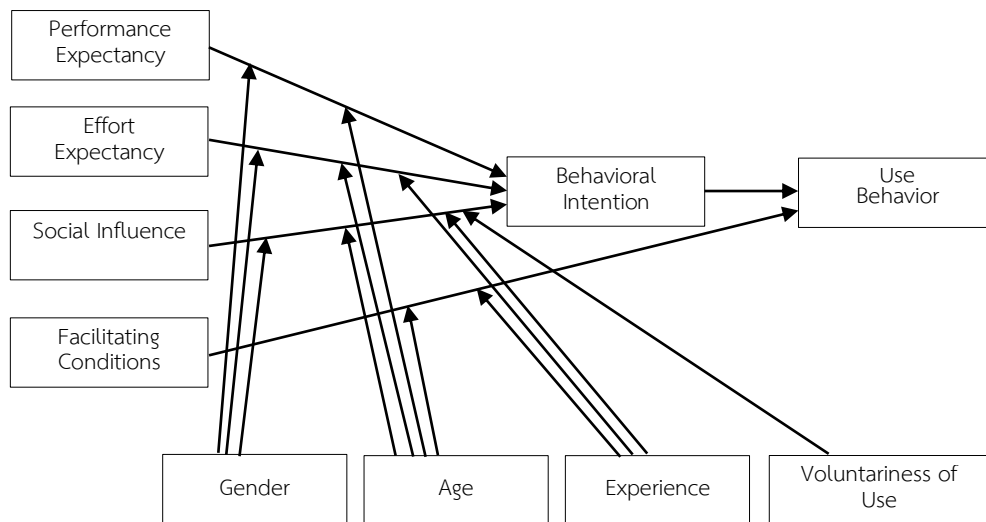 Performance
Expectancy
Effort
Expectancy
Social Influence
Facilitating
Conditions
Behavioral
Intention
Use
Behavior
Gender
Age
Experience
Voluntariness of
Use